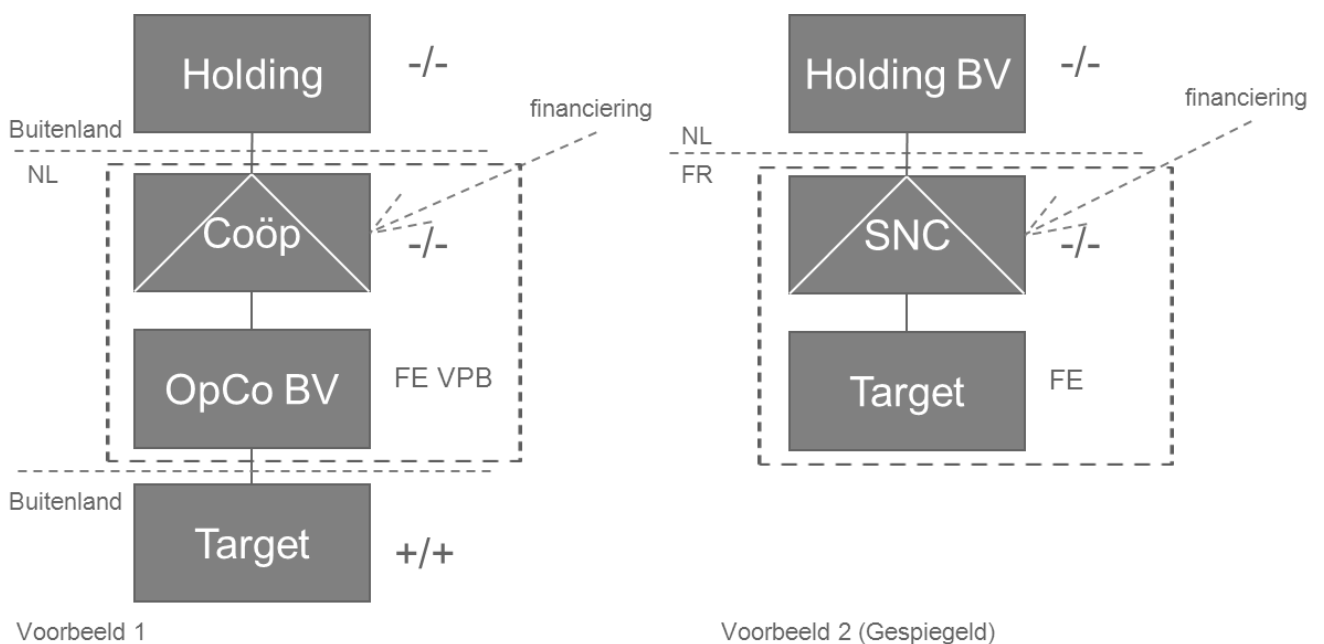 Holding
-/-
financiering
Buitenland
NL
Coöp
-/-
OpCo BV
FE VPB
Buitenland
Target
+/+
Voorbeeld 1
Holding BV
-/-
financiering
NL
FR
SNC
-/-
Target
FE
Voorbeeld 2 (Gespiegeld)